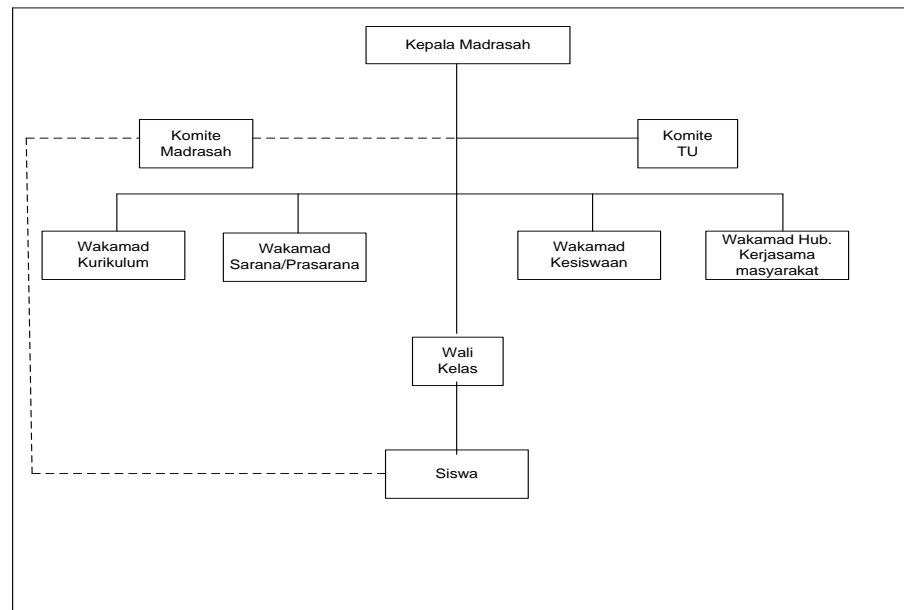 Kepala Madrasah
Komite
Madrasah
Komite
TU
Wakamad
Kurikulum
Wakamad
Sarana/Prasarana
Wakamad
Kesiswaan
Wakamad Hub.
Kerjasama
masyarakat
Wali
Kelas
Siswa